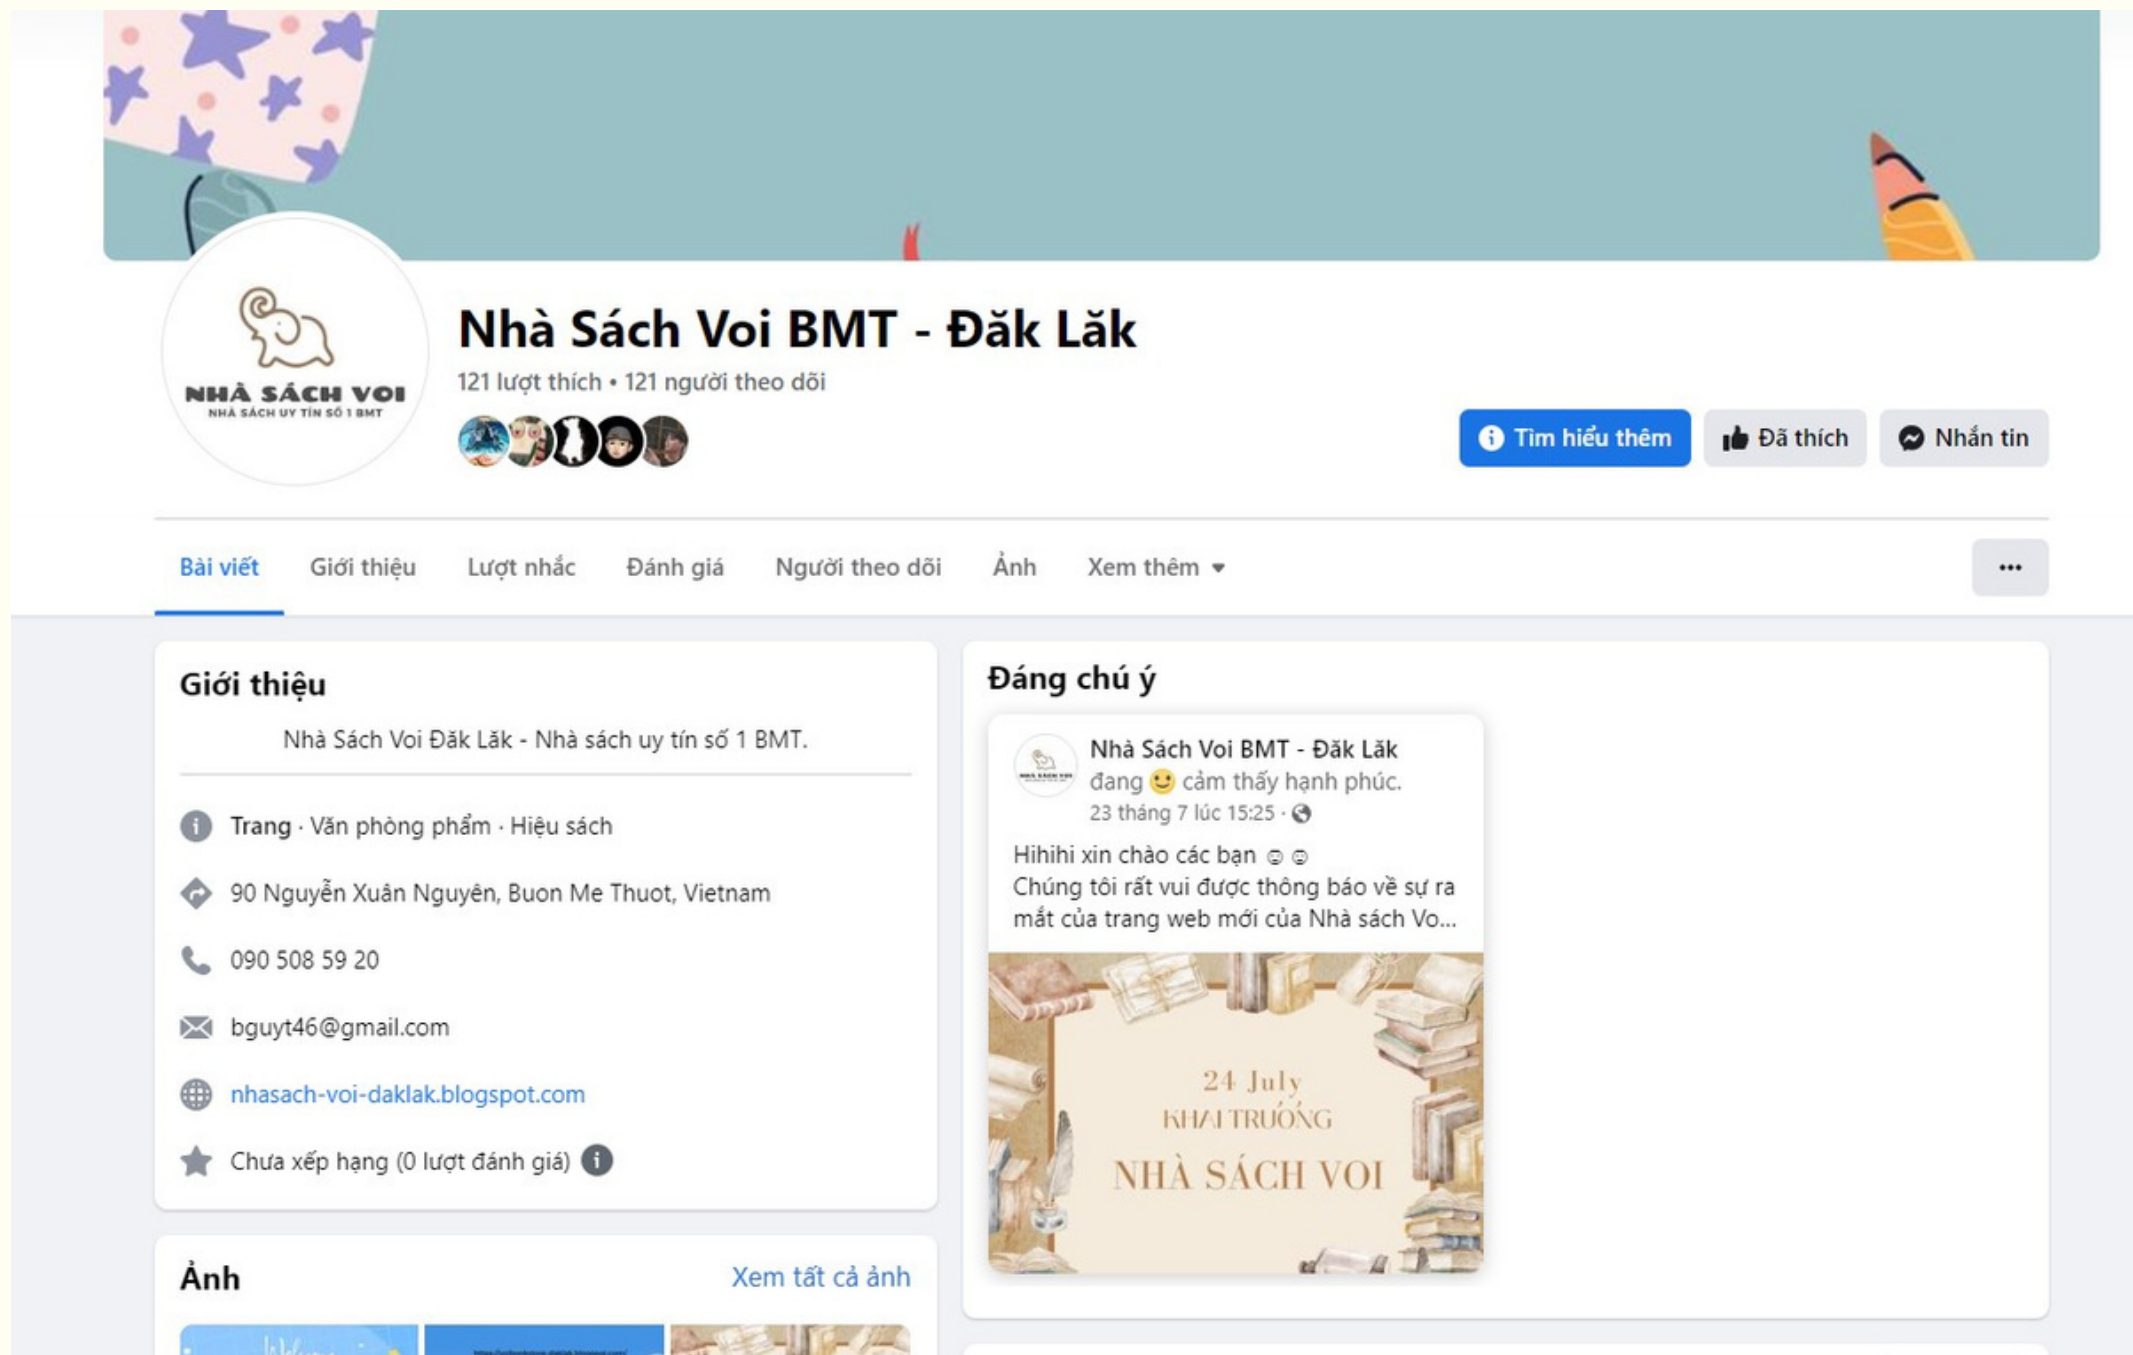 NHÀ SÁCH VOI
NHÀ SÁCH UY TÍN SỐ 1 BMT
Nhà Sách Voi BMT - Đăk Lăk
121 lượt thích • 121 người theo dõi
Tìm hiểu thêm
Đã thích
Nhắn tin
Bài viết
Giới thiệu
Lượt nhắc
Đánh giá
Người theo dõi
Ảnh
Xem thêm
Giới thiệu
Nhà Sách Voi Đăk Lăk - Nhà sách uy tín số 1 BMT.
Trang · Văn phòng phẩm · Hiệu sách
90 Nguyễn Xuân Nguyên, Buon Me Thuot, Vietnam
090 508 59 20
bguyt46@gmail.com
nhasach-voi-daklak.blogspot.com
Chưa xếp hạng (0 lượt đánh giá)
Ảnh
Xem tất cả ảnh
Đáng chú ý
NHÀ SÁCH VOI
Nhà Sách Voi BMT - Đăk Lăk
đang 🙂 cảm thấy hạnh phúc.
23 tháng 7 lúc 15:25 ·
Hihihi xin chào các bạn ☺ ☺
Chúng tôi rất vui được thông báo về sự ra
mắt của trang web mới của Nhà sách Vo...
24 July
KHAI TRƯƠNG
NHÀ SÁCH VOI